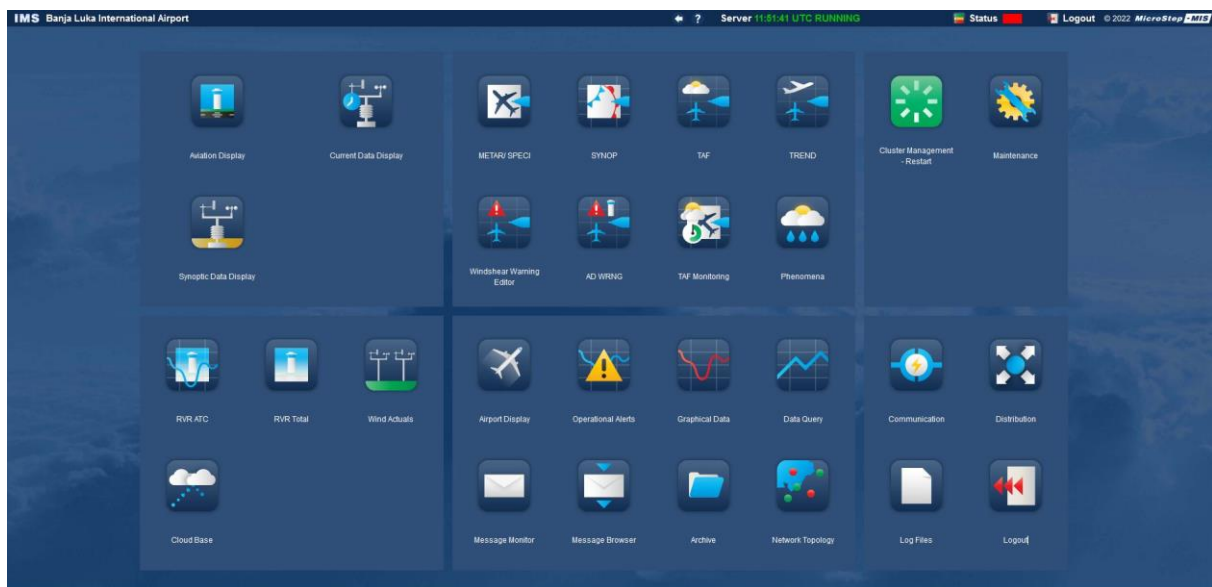 IMS Banja Luka International Airport
Server 11:51:41 UTC RUNNING
Status
Logout
© 2022 MicroStep-MIS
Aviation Display
Current Data Display
Synoptic Data Display
METAR/ SPECI
SYNOP
TAF
TREND
Windshear Warning
Editor
AD WRNG
TAF Monitoring
Phenomena
Cluster Management
- Restart
Maintenance
RVR ATC
RVR Total
Wind Actuals
Cloud Base
Airport Display
Operational Alerts
Graphical Data
Data Query
Message Monitor
Message Browser
Archive
Network Topology
Communication
Distribution
Log Files
Logout